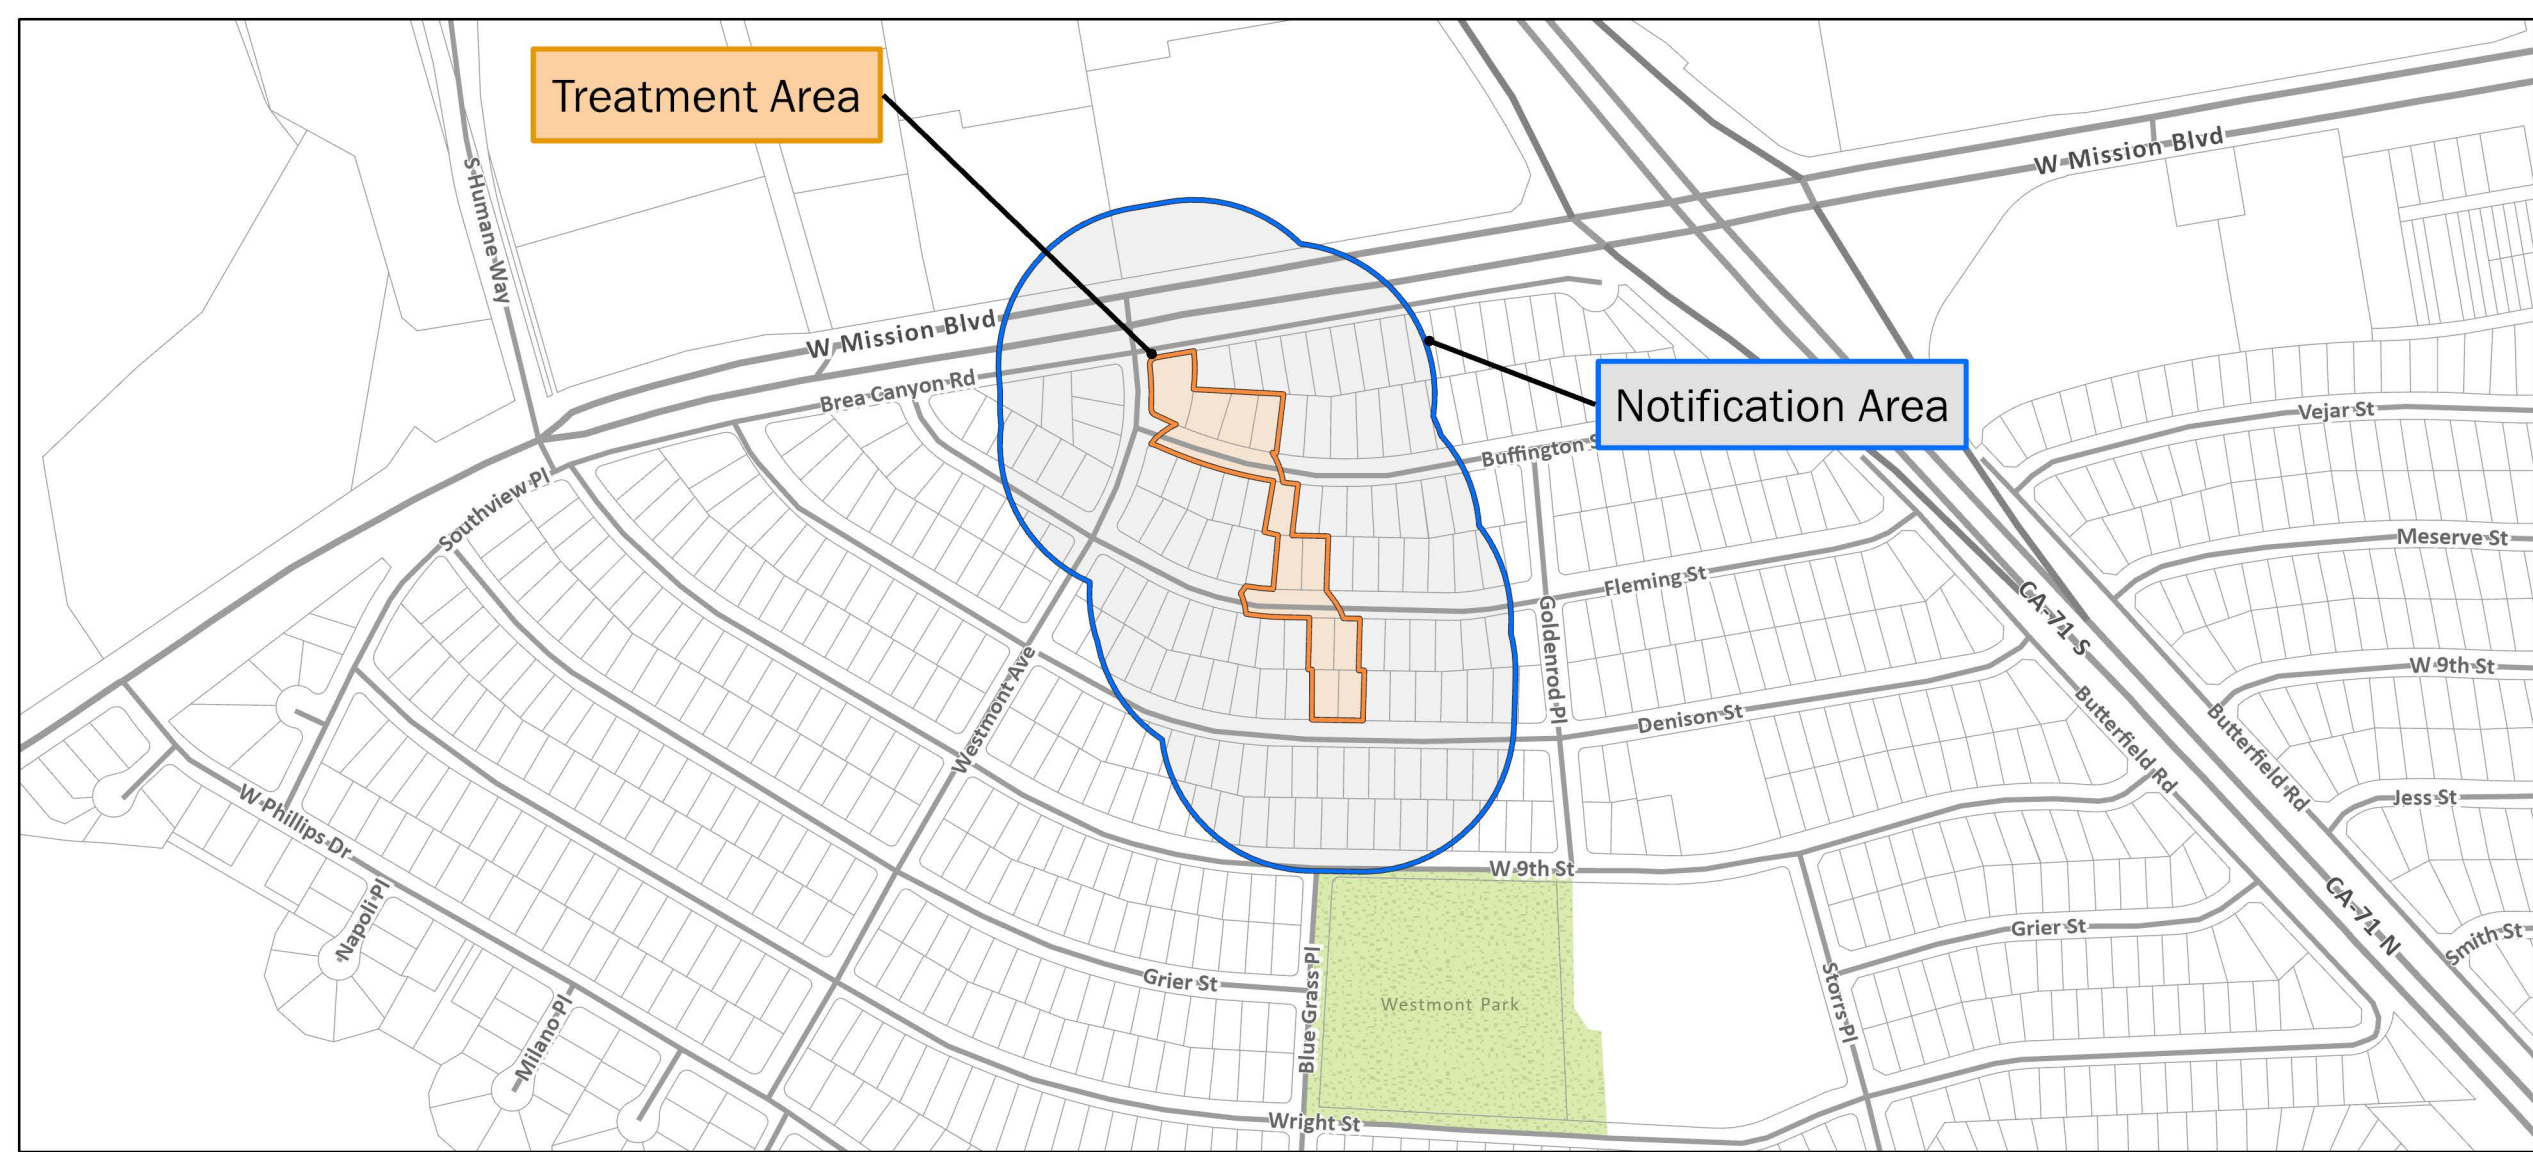 Treatment Area
W Mission Blvd
S Humane Way
W Mission Blvd
Brea Canyon Rd
Notification Area
Vejar St
Buffington S
Southview Pl
Meserve St
Fleming St
CA-71 S
Goldenrod Pl
W 9th St
Westmont Ave
Denison St
Butterfield Rd
Butterfield Rd
W Phillips Dr
Jess St
W 9th St
Napoli Pl
CA-71 N
Grier St
Smith St
Grier St
Blue Grass Pl
Westmont Park
Storrs Pl
Milano Pl
Wright St